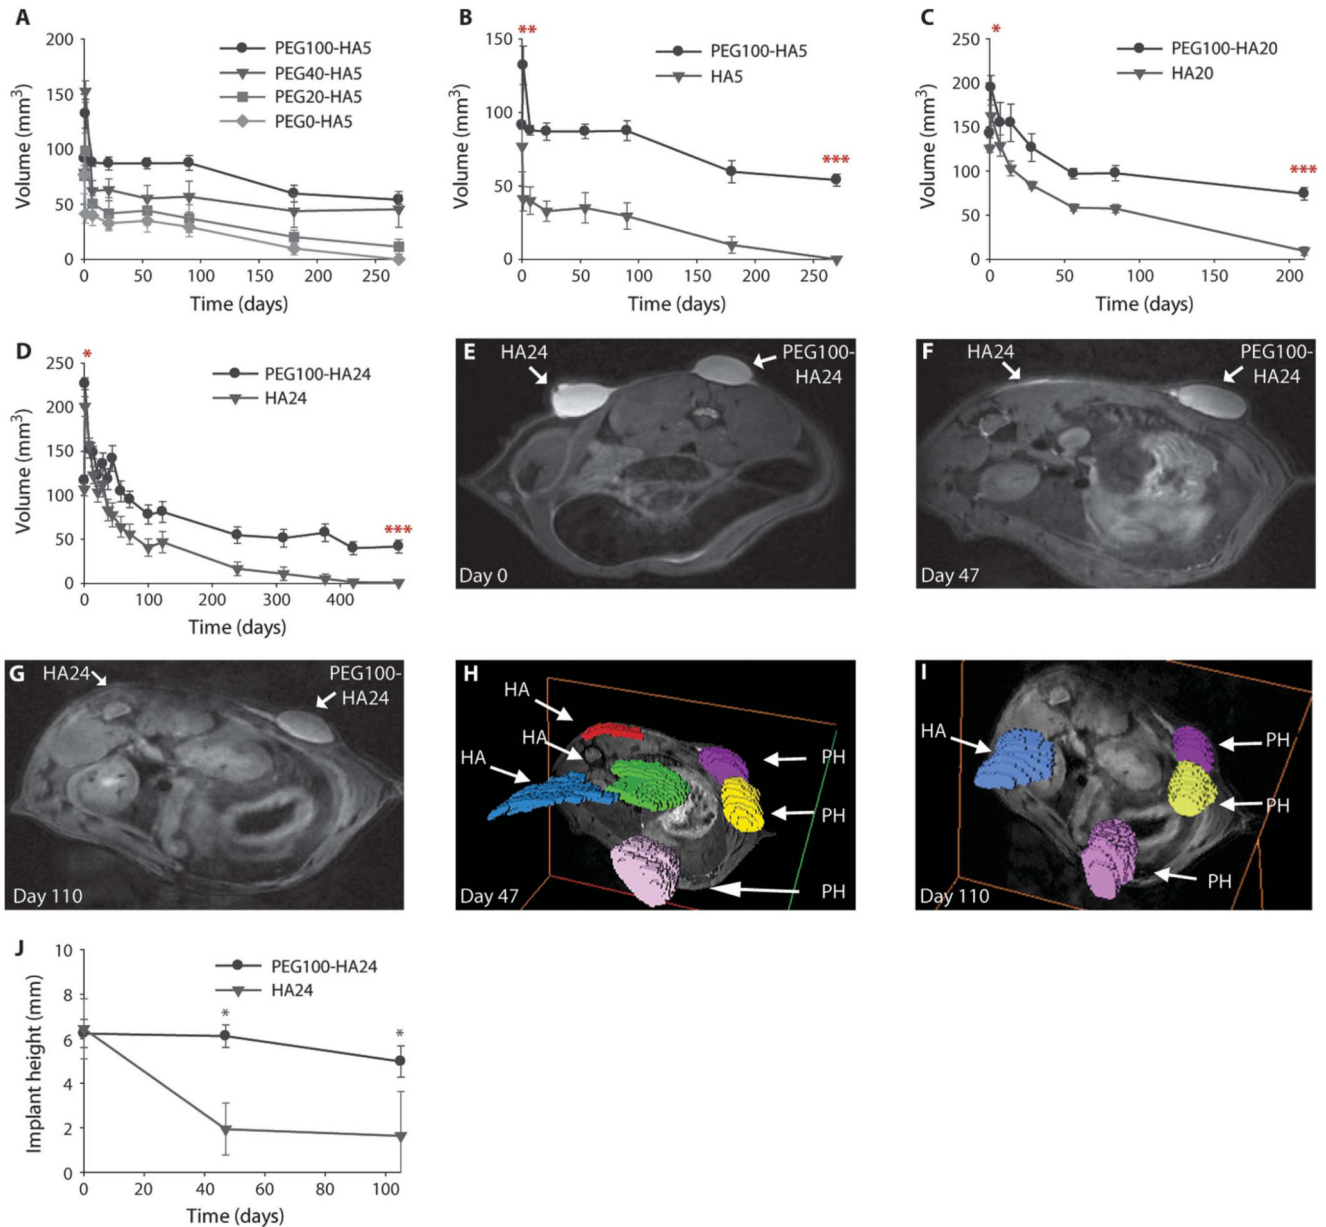 A
200
150
100
50
0
Volume (mm³)
0 50 100 150 200 250
Time (days)
PEG100-HA5
PEG40-HA5
PEG20-HA5
PEG0-HA5
B
**
150
100
50
0
Volume (mm³)
0 50 100 150 200 250
Time (days)
PEG100-HA5
HA5
***
C
*
250
200
150
100
50
0
Volume (mm³)
0 50 100 150 200
Time (days)
PEG100-HA20
HA20
***
D
*
250
200
150
100
50
0
Volume (mm³)
0 100 200 300 400
Time (days)
PEG100-HA24
HA24
***
E
HA24
PEG100-
HA24
Day 0
F
HA24
PEG100-
HA24
Day 47
G
HA24
PEG100-
HA24
Day 110
H
HA
HA
HA
PH
PH
PH
Day 47
I
HA
PH
PH
PH
Day 110
J
10
8
6
4
2
0
Implant height (mm)
0 20 40 60 80 100
Time (days)
PEG100-HA24
HA24
*
*